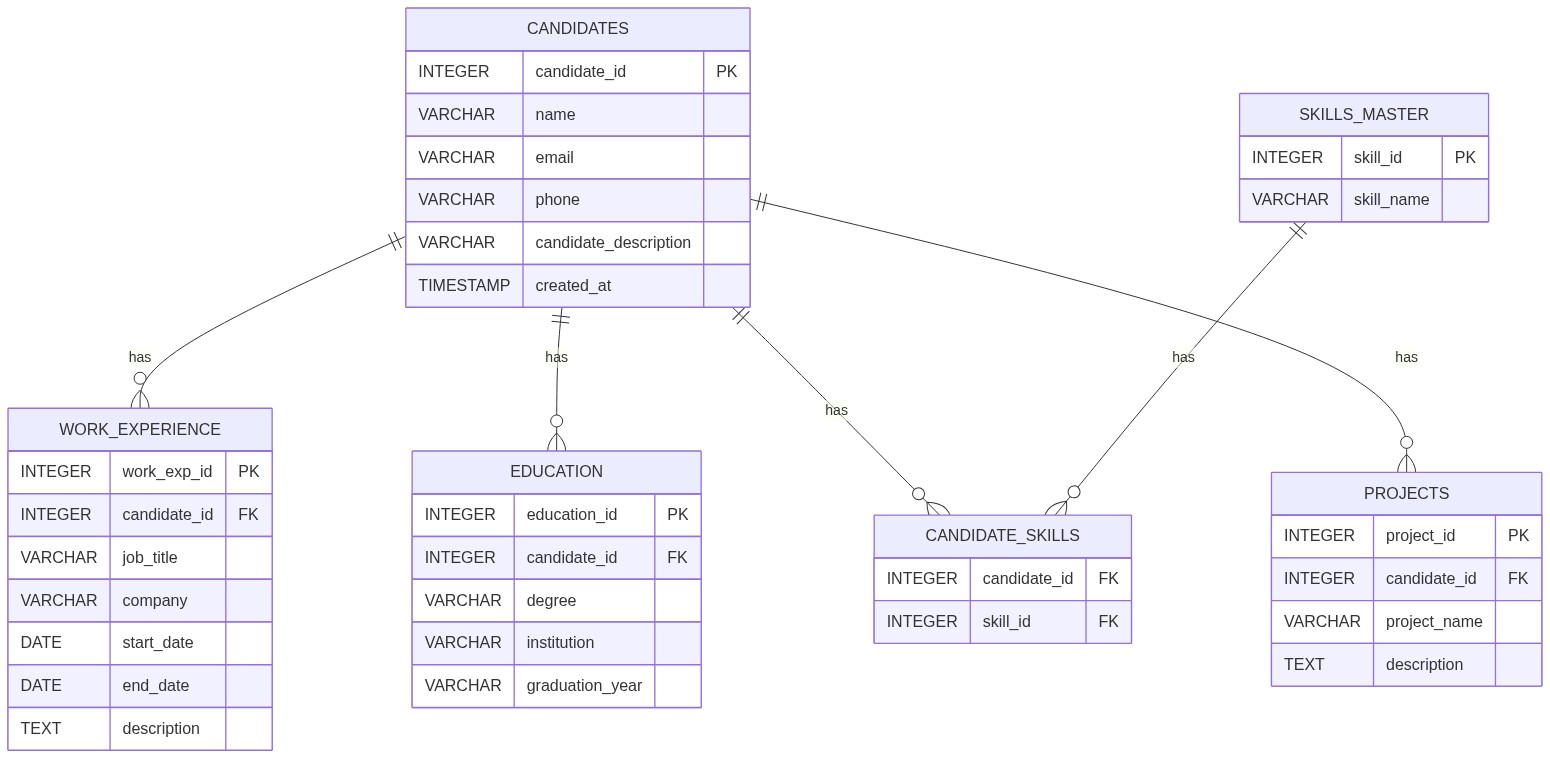 CANDIDATES
INTEGER candidate_id PK
VARCHAR name
VARCHAR email
VARCHAR phone
VARCHAR candidate_description
TIMESTAMP created_at
SKILLS_MASTER
INTEGER skill_id PK
VARCHAR skill_name
has
has
has
has
has
WORK_EXPERIENCE
INTEGER work_exp_id PK
INTEGER candidate_id FK
VARCHAR job_title
VARCHAR company
DATE start_date
DATE end_date
TEXT description
EDUCATION
INTEGER education_id PK
INTEGER candidate_id FK
VARCHAR degree
VARCHAR institution
VARCHAR graduation_year
CANDIDATE_SKILLS
INTEGER candidate_id FK
INTEGER skill_id FK
PROJECTS
INTEGER project_id PK
INTEGER candidate_id FK
VARCHAR project_name
TEXT description